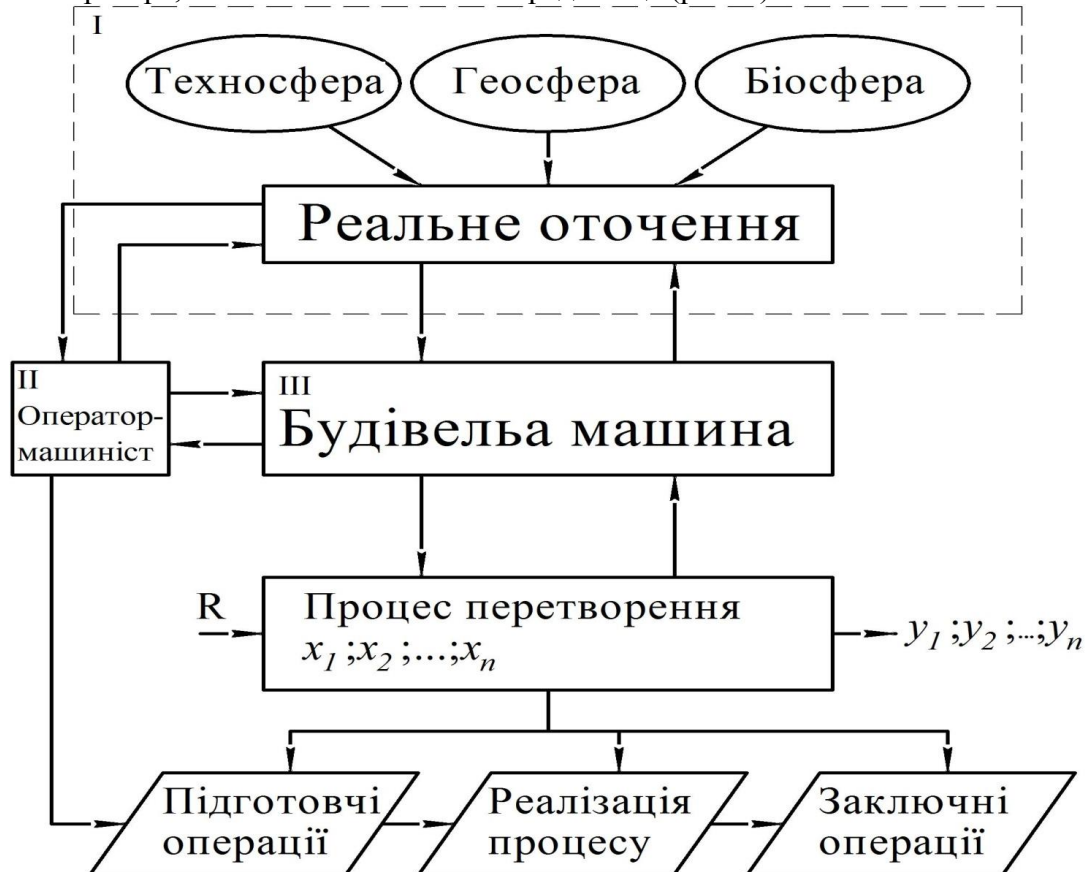 I
Техносфера
Геосфера
Біосфера
Реальне оточення
II
Оператор-
машиніст
III
Будівельа машина
R
Процес перетворення
x1 ;x2 ;...;xn
y1 ;y2 ;...;yn
Підготовчі
операції
Реалізація
процесу
Заключні
операції